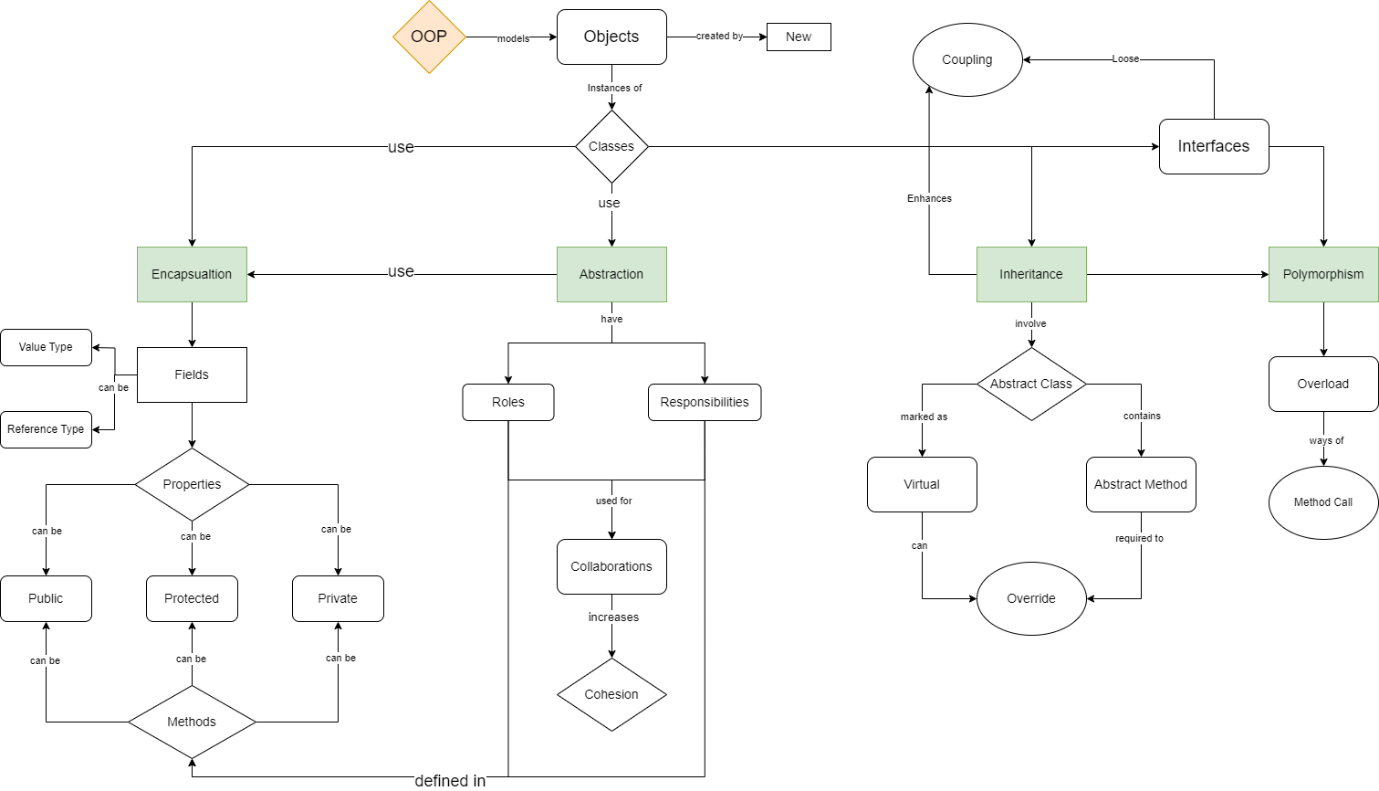 OOP
models
Objects
created by
New
Coupling
Loose
Instances of
use
Classes
Interfaces
Enhances
use
Encapsualtion
use
Abstraction
Inheritance
Polymorphism
have
involve
Value Type
can be
Fields
Reference Type
Roles
Responsibilities
Abstract Class
Overload
marked as
contains
ways of
Properties
used for
Virtual
Abstract Method
Method Call
can be
can be
can be
can
required to
Collaborations
Public
Protected
Private
Override
increases
can be
can be
can be
Cohesion
Methods
defined in